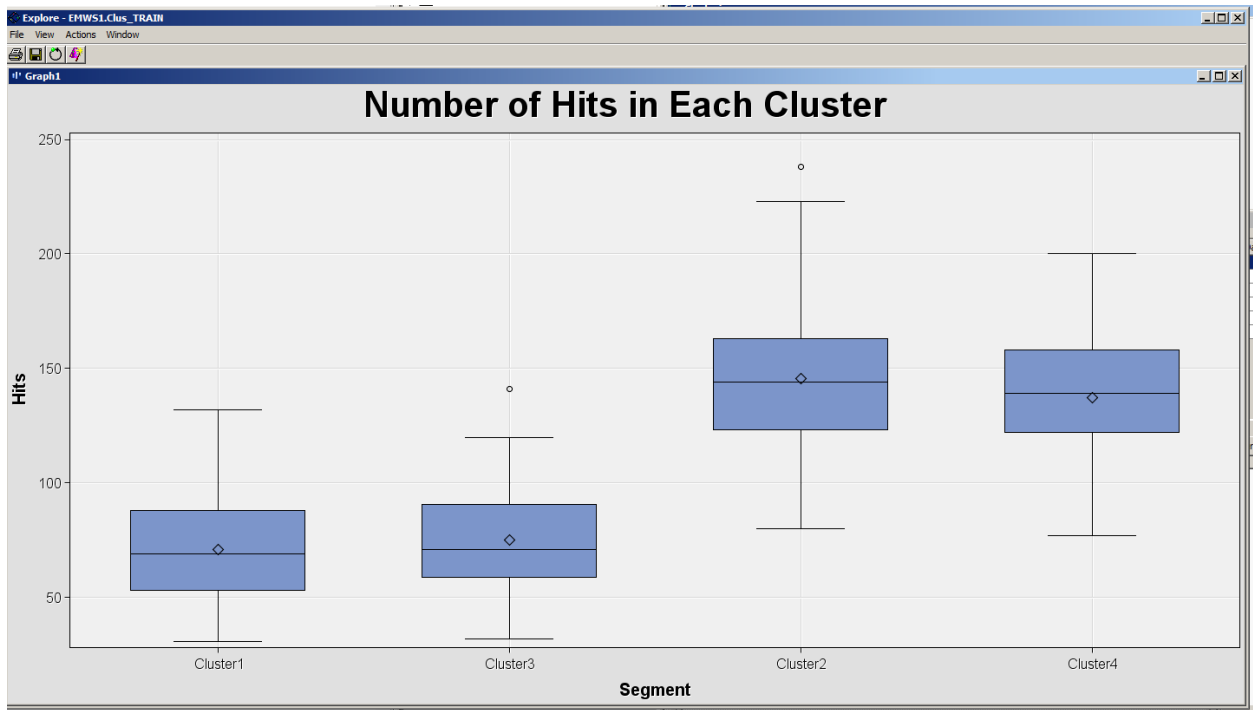 Explore - EMWS1.Clus_TRAIN
File View Actions Window
Graph1
Number of Hits in Each Cluster
250
200
150
100
50
Hits
Cluster1 Cluster3 Cluster2 Cluster4
Segment